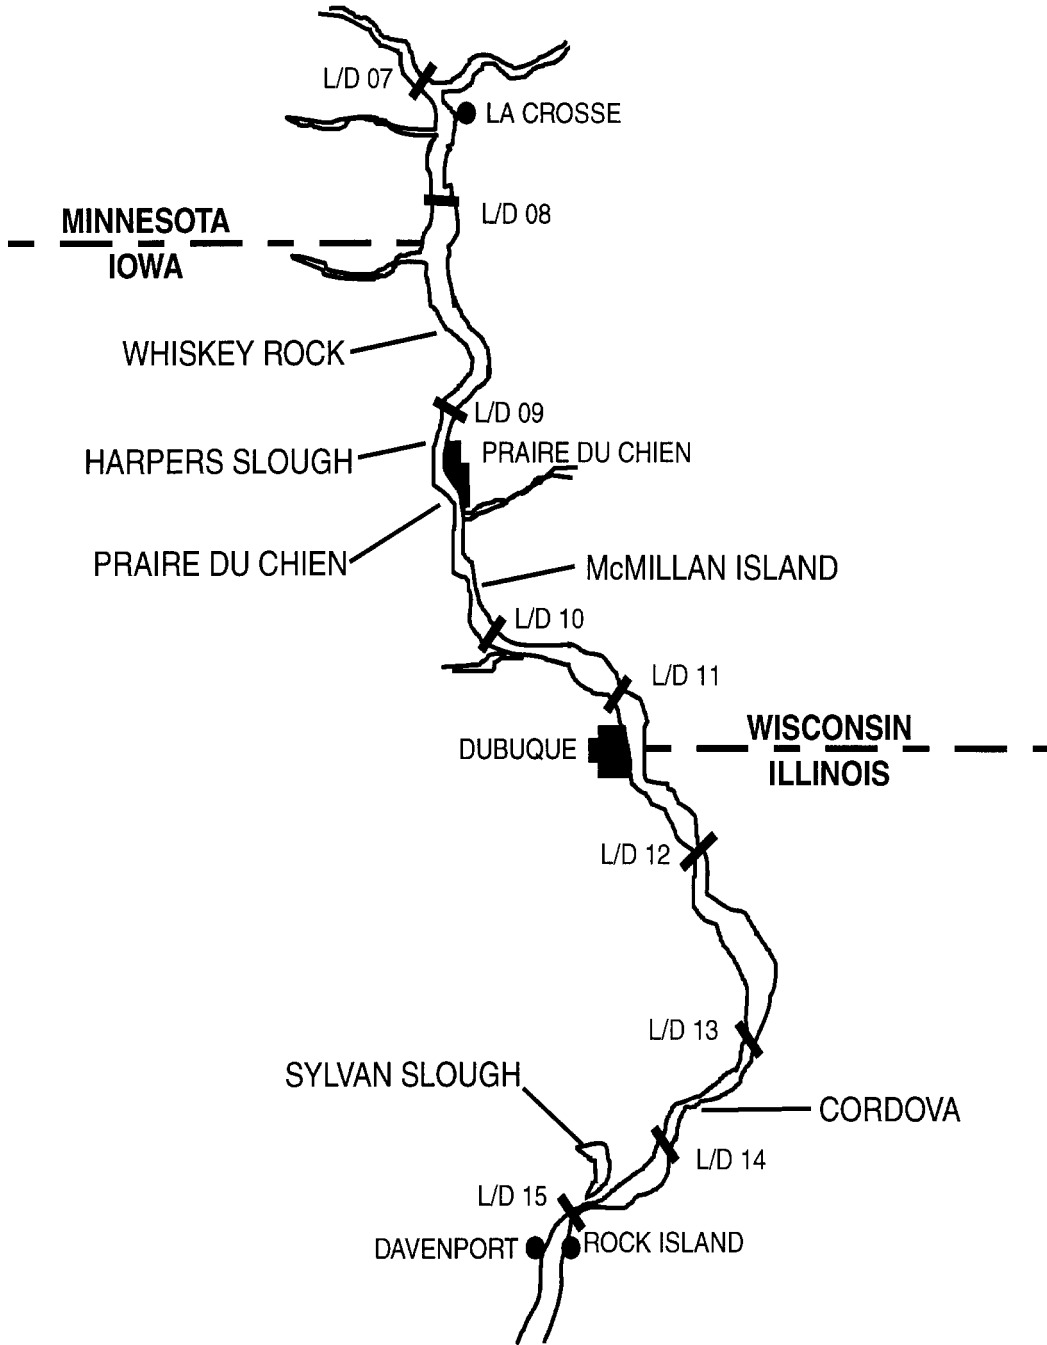 L/D 07
LA CROSSE
L/D 08
MINNESOTA
IOWA
WHISKEY ROCK
L/D 09
HARPERS SLOUGH
PRAIRE DU CHIEN
PRAIRE DU CHIEN
McMILLAN ISLAND
L/D 10
L/D 11
DUBUQUE
WISCONSIN
ILLINOIS
L/D 12
L/D 13
SYLVAN SLOUGH
CORDOVA
L/D 14
L/D 15
DAVENPORT
ROCK ISLAND